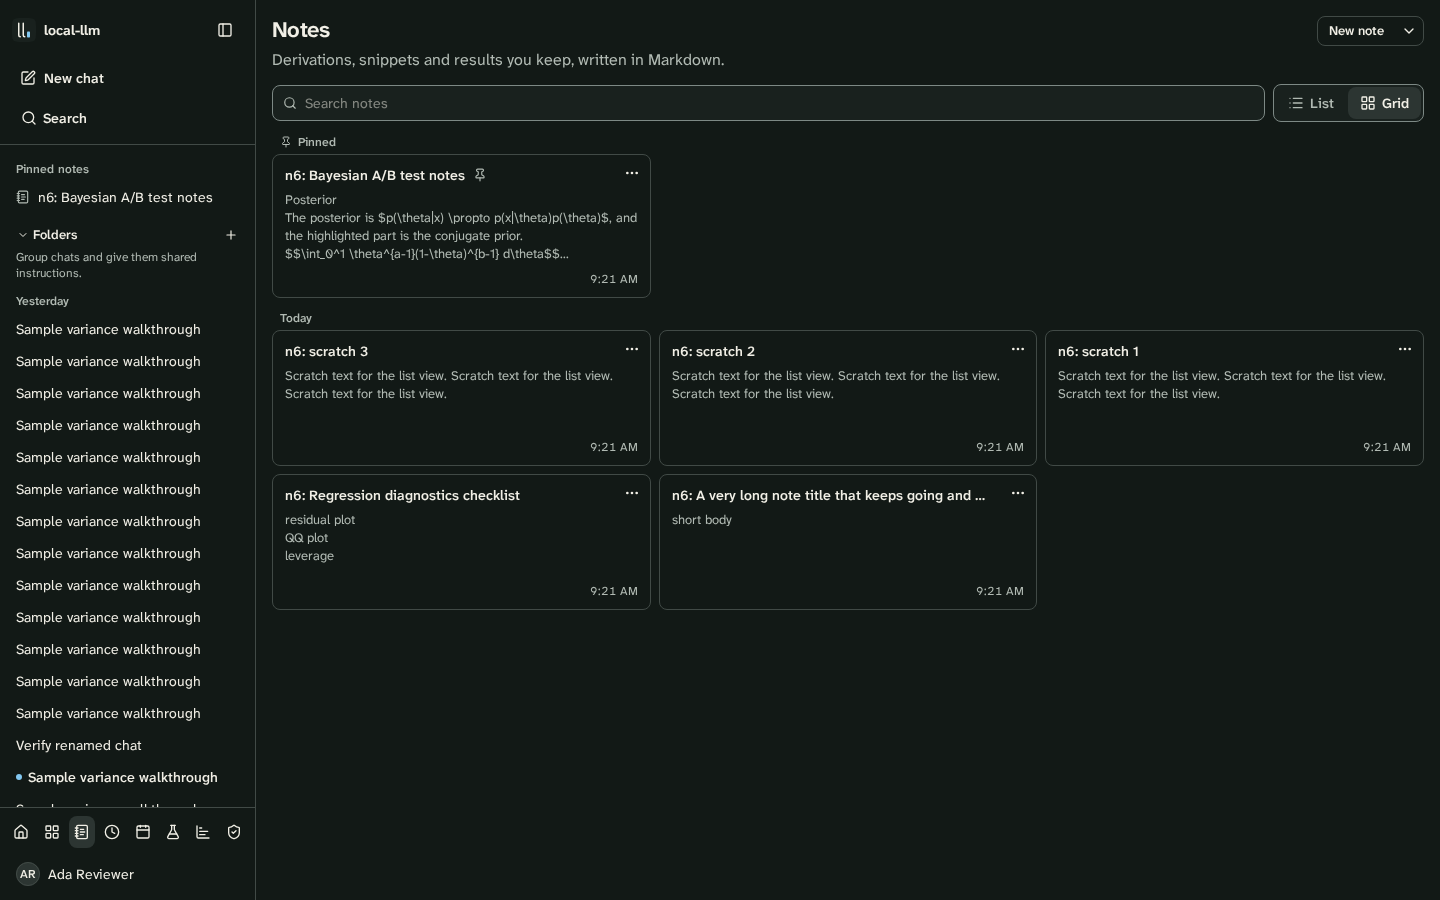 local-llm
New chat
Search
Pinned notes
n6: Bayesian A/B test notes
Folders
Group chats and give them shared
instructions.
Yesterday
Sample variance walkthrough
Sample variance walkthrough
Sample variance walkthrough
Sample variance walkthrough
Sample variance walkthrough
Sample variance walkthrough
Sample variance walkthrough
Sample variance walkthrough
Sample variance walkthrough
Sample variance walkthrough
Sample variance walkthrough
Sample variance walkthrough
Sample variance walkthrough
Verify renamed chat
Sample variance walkthrough
AR
Ada Reviewer
Notes
New note
Derivations, snippets and results you keep, written in Markdown.
Search notes
List
Grid
Pinned
n6: Bayesian A/B test notes
Posterior
The posterior is $p(\theta|x) \propto p(x|\theta)p(\theta)$, and
the highlighted part is the conjugate prior.
$$\int_0^1 \theta^{a-1}(1-\theta)^{b-1} d\theta$$...
9:21 AM
Today
n6: scratch 3
Scratch text for the list view. Scratch text for the list view.
Scratch text for the list view.
9:21 AM
n6: scratch 2
Scratch text for the list view. Scratch text for the list view.
Scratch text for the list view.
9:21 AM
n6: scratch 1
Scratch text for the list view. Scratch text for the list view.
Scratch text for the list view.
9:21 AM
n6: Regression diagnostics checklist
residual plot
QQ plot
leverage
9:21 AM
n6: A very long note title that keeps going and ...
short body
9:21 AM